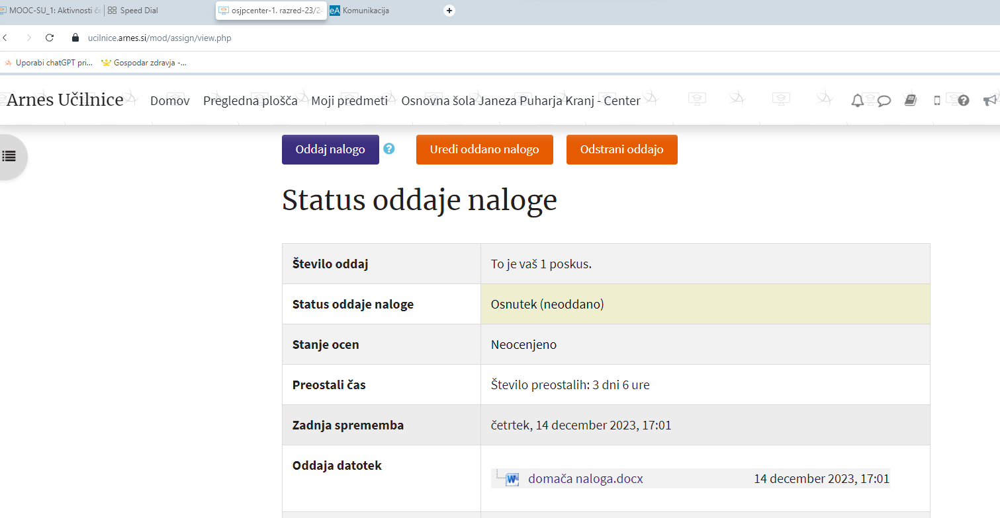 MOOC-SU_1: Aktivnosti če
Speed Dial
osjpcenter-1. razred-23/24
eA Komunikacija
ucilnice.arnes.si/mod/assign/view.php
Uporabi chatGPT pri...
Gospodar zdravja -...
Arnes Učilnice
Domov
Pregledna plošča
Moji predmeti
Osnovna šola Janeza Puharja Kranj - Center
Oddaj nalogo
Uredi oddano nalogo
Odstrani oddajo
Status oddaje naloge
Število oddaj
To je vaš 1 poskus.
Status oddaje naloge
Osnutek (neoddano)
Stanje ocen
Neocenjeno
Preostali čas
Število preostalih: 3 dni 6 ure
Zadnja sprememba
četrtek, 14 december 2023, 17:01
Oddaja datotek
domača naloga.docx
14 december 2023, 17:01